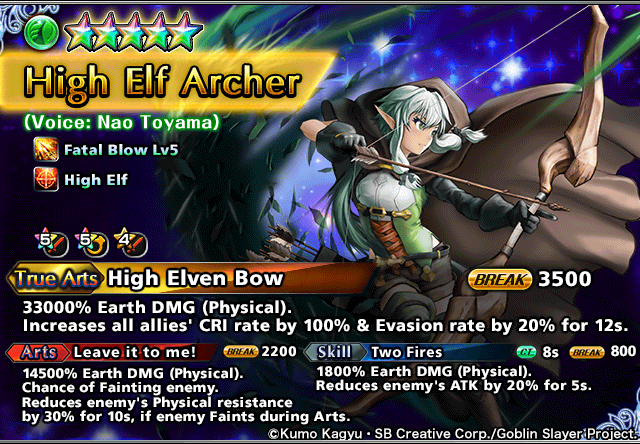 High Elf Archer
(Voice: Nao Toyama)
Fatal Blow Lv5
High Elf
5 5 4
True Arts High Elven Bow BREAK 3500
33000% Earth DMG (Physical).
Increases all allies' CRI rate by 100% & Evasion rate by 20% for 12s.
Arts Leave it to me! BREAK 2200
14500% Earth DMG (Physical).
Chance of Fainting enemy.
Reduces enemy's Physical resistance
by 30% for 10s, if enemy Faints during Arts.
Skill Two Fires C.T. 8s BREAK 800
1800% Earth DMG (Physical).
Reduces enemy's ATK by 20% for 5s.
©Kumo Kagyu・SB Creative Corp./Goblin Slayer Project.